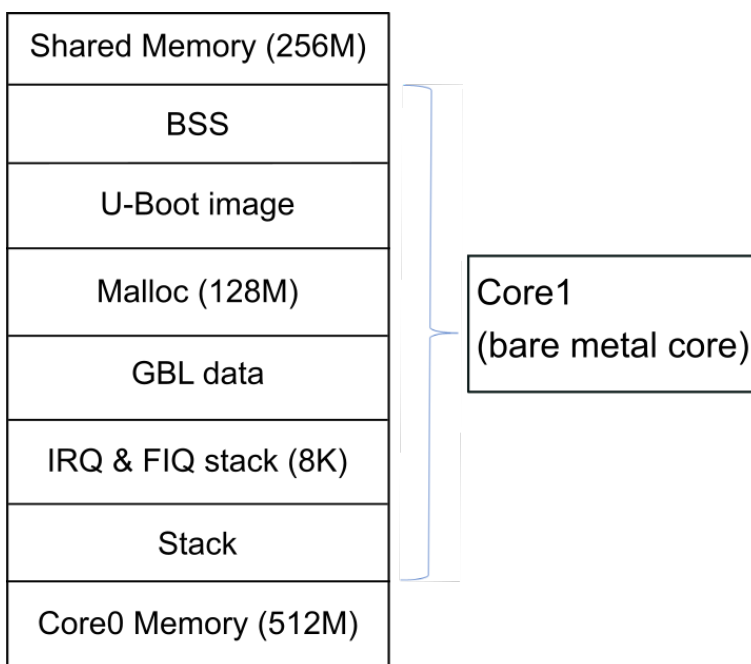 Shared Memory (256M)
BSS
U-Boot image
Malloc (128M)
GBL data
IRQ & FIQ stack (8K)
Stack
Core0 Memory (512M)
Core1
(bare metal core)